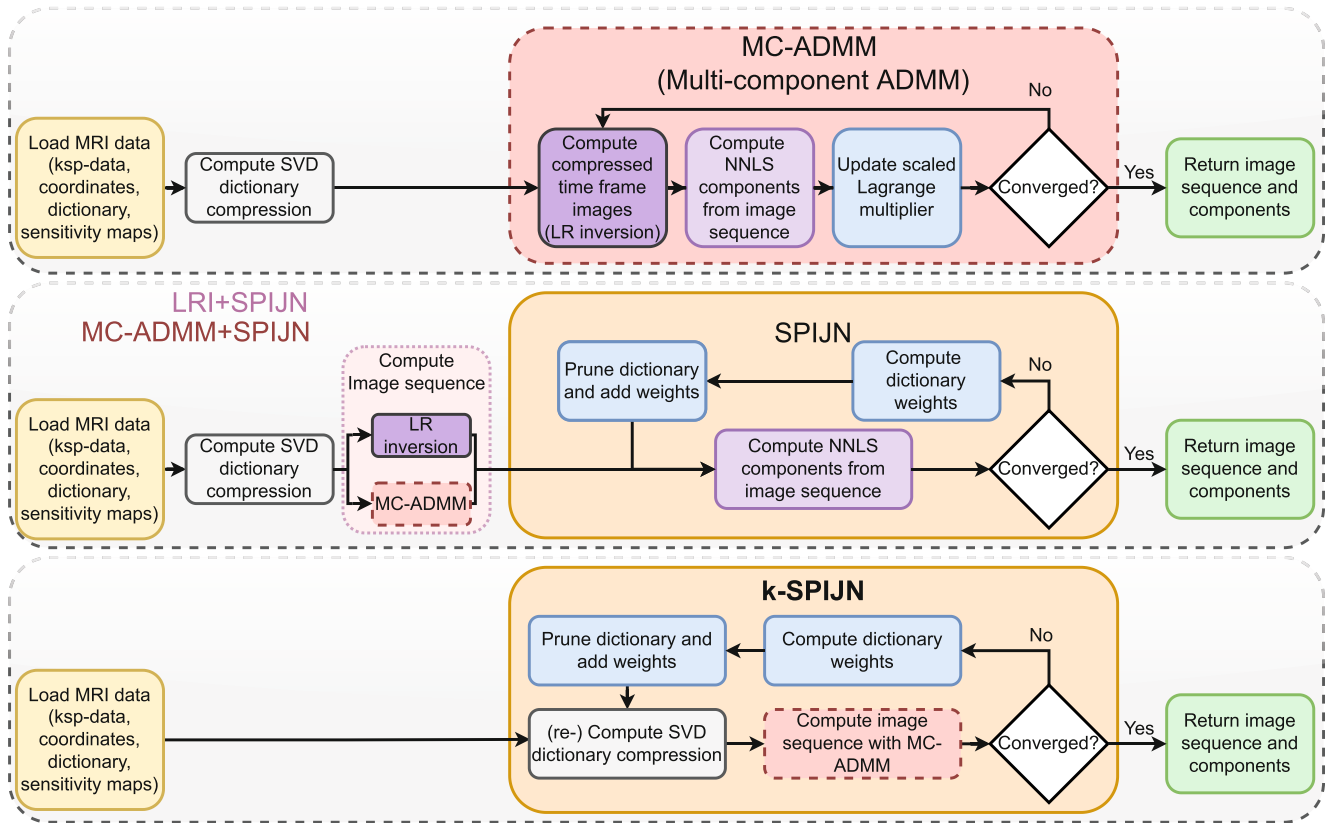 MC-ADMM
(Multi-component ADMM)
No
Load MRI data
(ksp-data,
coordinates,
dictionary,
sensitivity maps)
Compute SVD
dictionary
compression
Compute
compressed
time frame
images
(LR inversion)
Compute
NNLS
components
from image
sequence
Update scaled
Lagrange
multiplier
Converged?
Yes
Return image
sequence and
components
LRI+SPIJN
MC-ADMM+SPIJN
SPIJN
Compute
Image sequence
Prune dictionary
and add weights
Compute
dictionary
weights
No
Load MRI data
(ksp-data,
coordinates,
dictionary,
sensitivity maps)
Compute SVD
dictionary
compression
LR
inversion
MC-ADMM
Compute NNLS
components from
image sequence
Converged?
Yes
Return image
sequence and
components
k-SPIJN
Prune dictionary and
add weights
Compute dictionary
weights
No
Load MRI data
(ksp-data,
coordinates,
dictionary,
sensitivity maps)
(re-) Compute SVD
dictionary compression
Compute image
sequence with MC-
ADMM
Converged?
Yes
Return image
sequence and
components